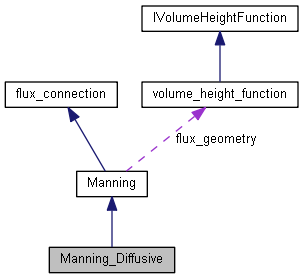 IVolumeHeightFunction
flux_connection
volume_height_function
flux_geometry
Manning
Manning_Diffusive